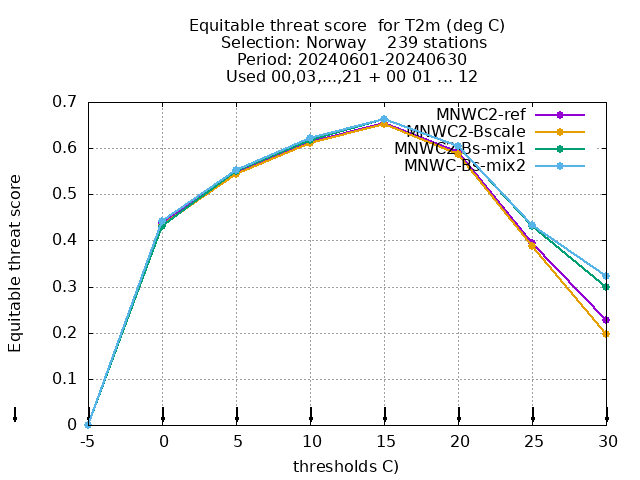 Equitable threat score  for T2m (deg C)
Selection: Norway    239 stations
Period: 20240601-20240630
Used 00,03,...,21 + 00 01 ... 12
MNWC2-ref
MNWC2-Bscale
MNWC2-Bs-mix1
MNWC-Bs-mix2
Equitable threat score
0.7
0.6
0.5
0.4
0.3
0.2
0.1
0
-5 0 5 10 15 20 25 30
thresholds C)